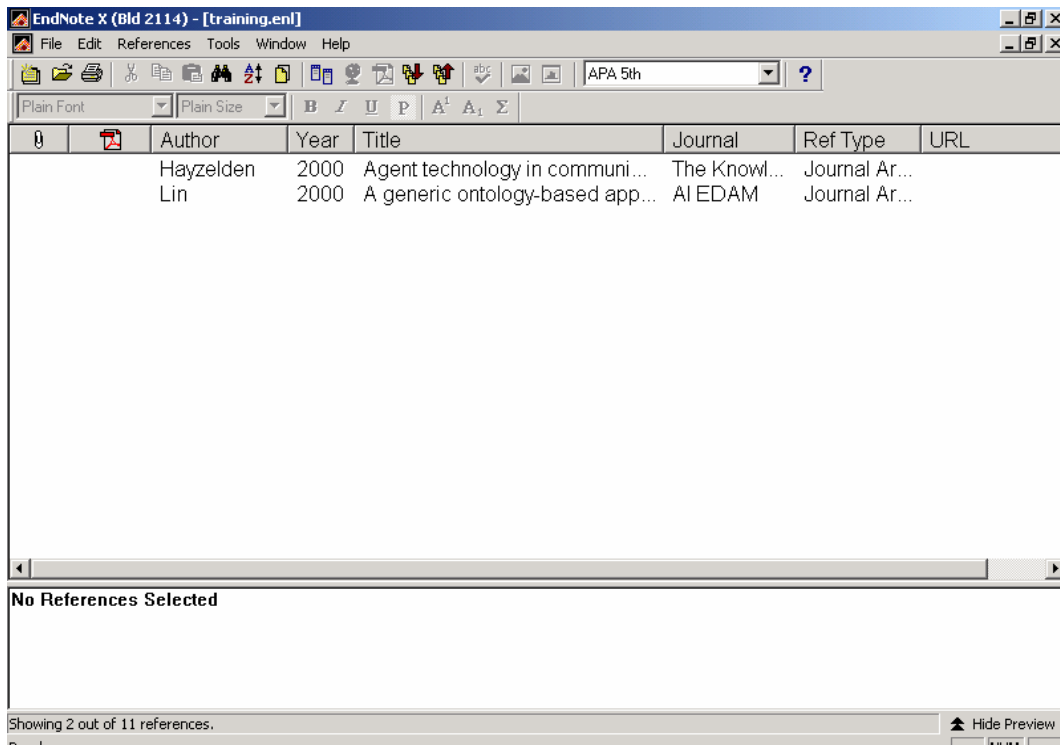 EndNote X (Bld 2114) - [training.enl]
File Edit References Tools Window Help
APA 5th ?
Plain Font Plain Size B I U P A¹ A₁ Σ
Author Year Title Journal Ref Type URL
Hayzelden 2000 Agent technology in communi... The Knowl... Journal Ar...
Lin 2000 A generic ontology-based app... AI EDAM Journal Ar...
No References Selected
Showing 2 out of 11 references. Hide Preview